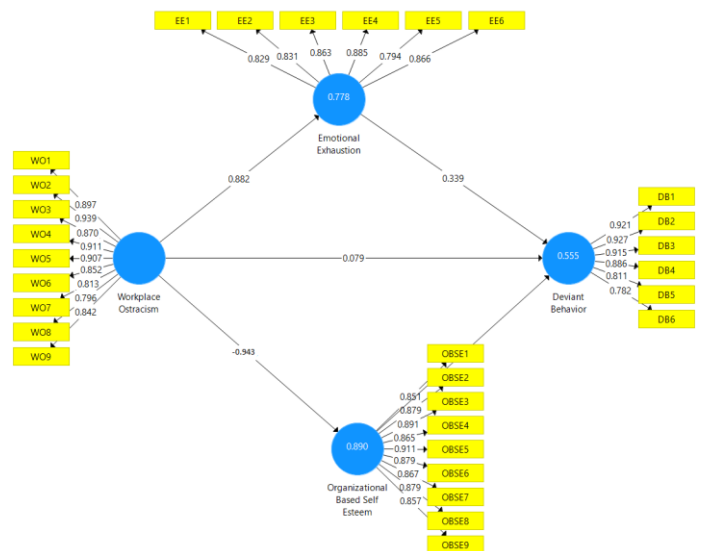 EE1 EE2 EE3 EE4 EE5 EE6
0.829 0.831 0.863 0.885 0.794 0.866
0.778
Emotional
Exhaustion
0.882
0.339
WO1
WO2
WO3
WO4
WO5
WO6
WO7
WO8
WO9
0.897
0.939
0.870
0.911
0.907
0.852
0.813
0.796
0.842
Workplace
Ostracism
0.079
0.555
Deviant
Behavior
0.921
0.927
0.915
0.886
0.811
0.782
DB1
DB2
DB3
DB4
DB5
DB6
-0.943
0.890
Organizational
Based Self
Esteem
0.851
0.879
0.891
0.865
0.911
0.879
0.867
0.879
0.857
OBSE1
OBSE2
OBSE3
OBSE4
OBSE5
OBSE6
OBSE7
OBSE8
OBSE9